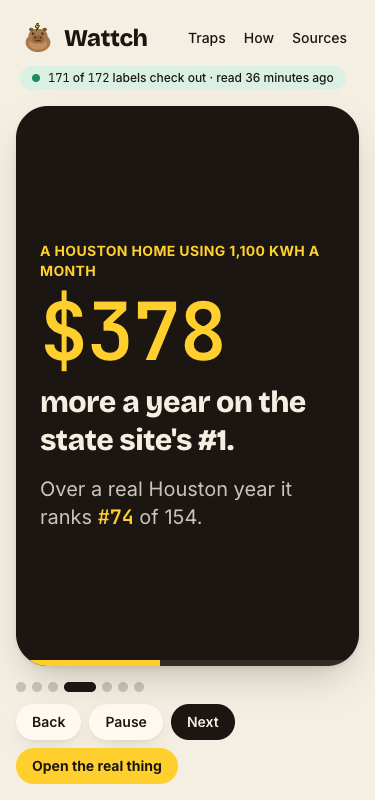 Wattch
Traps How Sources
171 of 172 labels check out · read 36 minutes ago
A HOUSTON HOME USING 1,100 KWH A
MONTH
$378
more a year on the
state site's #1.
Over a real Houston year it
ranks #74 of 154.
Back Pause Next
Open the real thing